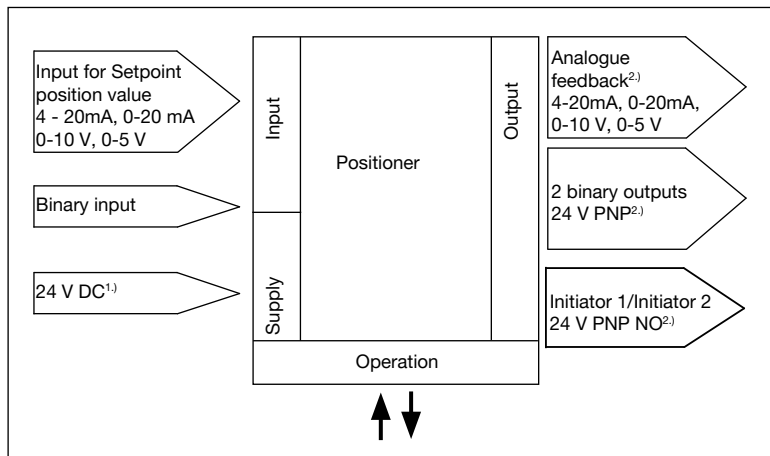 Input for Setpoint
position value
4 - 20mA, 0-20 mA
0-10 V, 0-5 V
Binary input
24 V DC1.)
Input
Supply
Positioner
Output
Operation
Analogue
feedback2.)
4-20mA, 0-20mA,
0-10 V, 0-5 V
2 binary outputs
24 V PNP2.)
Initiator 1/Initiator 2
24 V PNP NO2.)